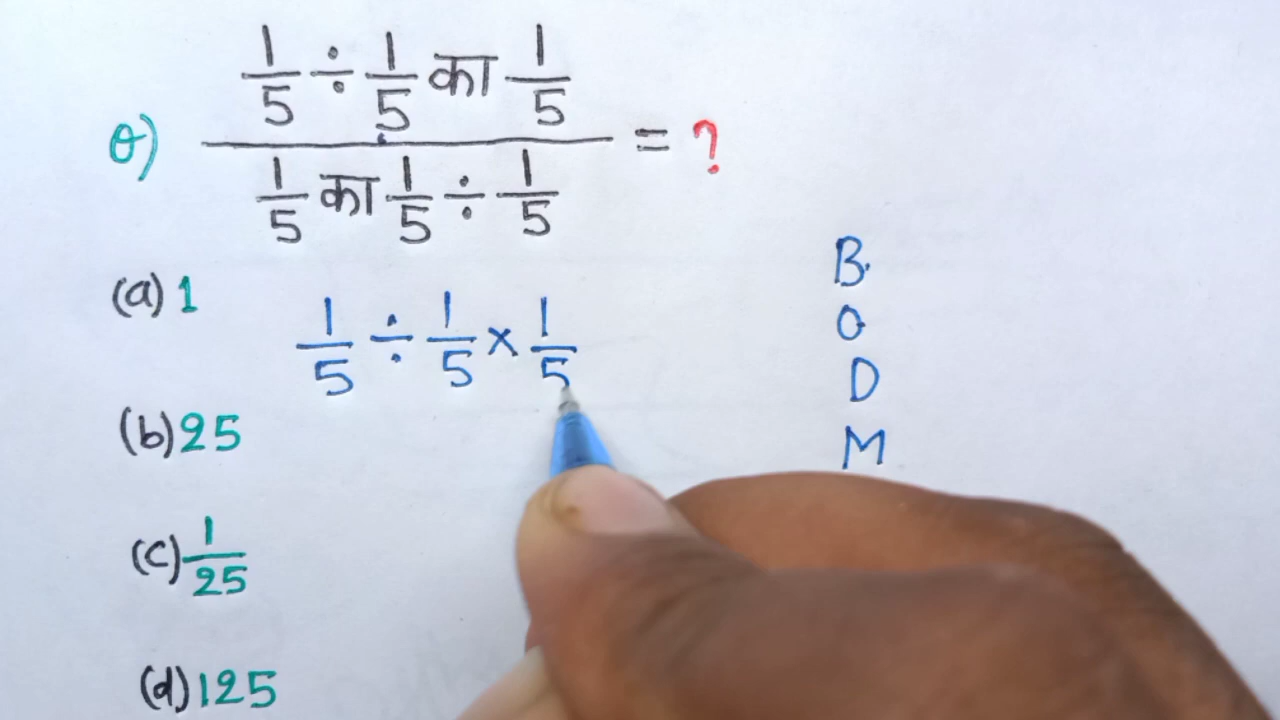 θ) (1/5 ÷ 1/5 का 1/5) / (1/5 का 1/5 ÷ 1/5) = ?
(a) 1
1/5 ÷ 1/5 × 1/5
(b) 25
(c) 1/25
(d) 125
B
O
D
M